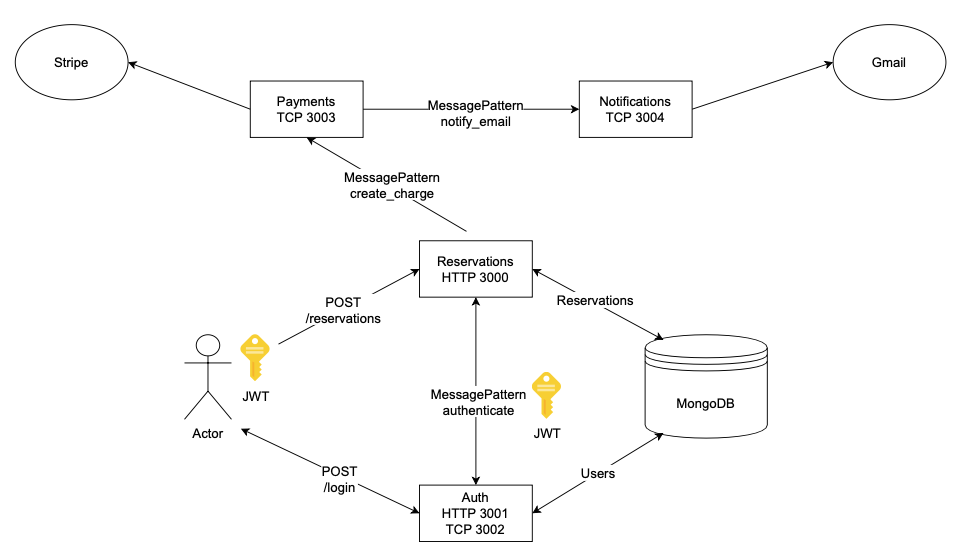 Stripe
Gmail
Payments
TCP 3003
MessagePattern
notify_email
Notifications
TCP 3004
MessagePattern
create_charge
Reservations
HTTP 3000
POST
/reservations
Reservations
JWT
MessagePattern
authenticate
JWT
MongoDB
Actor
POST
/login
Users
Auth
HTTP 3001
TCP 3002